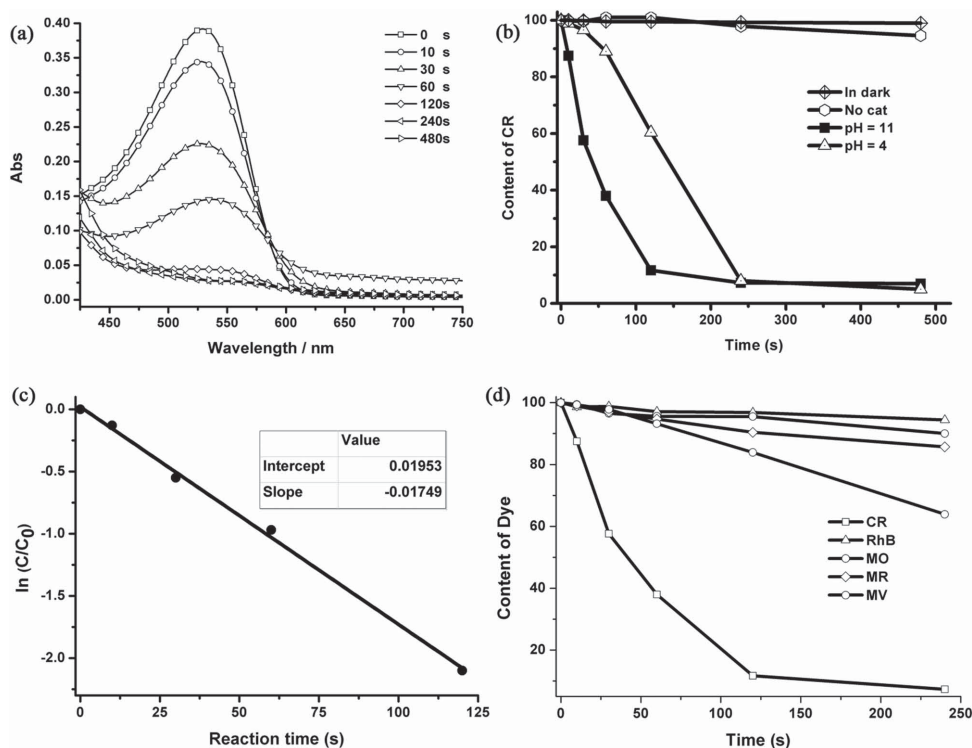 (a)
0.40
0.35
0.30
0.25
0.20
0.15
0.10
0.05
0.00
Abs
0 s
10 s
30 s
60 s
120s
240s
480s
450 500 550 600 650 700 750
Wavelength / nm
(b)
100
80
60
40
20
0
Content of CR
In dark
No cat
pH = 11
pH = 4
0 100 200 300 400 500
Time (s)
(c)
0.0
-0.5
-1.0
-1.5
-2.0
ln (C/C0)
Value
Intercept 0.01953
Slope -0.01749
0 25 50 75 100 125
Reaction time (s)
(d)
100
80
60
40
20
Content of Dye
CR
RhB
MO
MR
MV
0 50 100 150 200 250
Time (s)